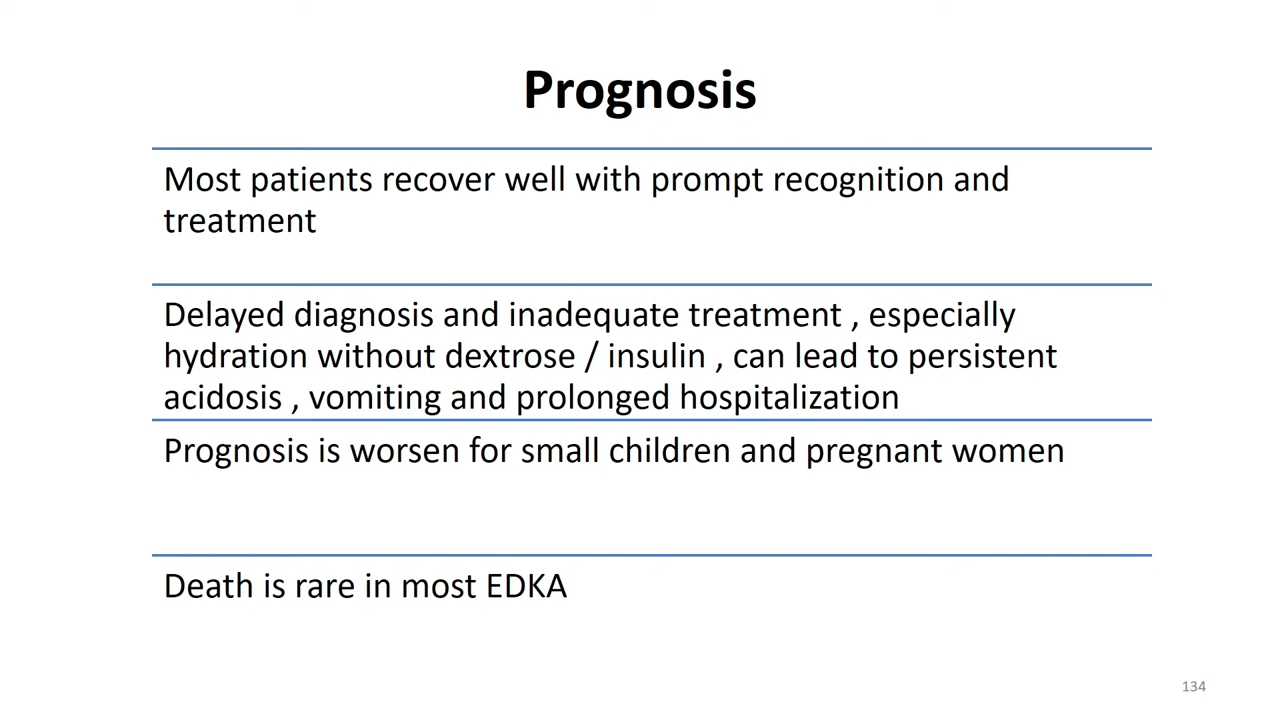 Prognosis
Most patients recover well with prompt recognition and
treatment
Delayed diagnosis and inadequate treatment , especially
hydration without dextrose / insulin , can lead to persistent
acidosis , vomiting and prolonged hospitalization
Prognosis is worsen for small children and pregnant women
Death is rare in most EDKA
134